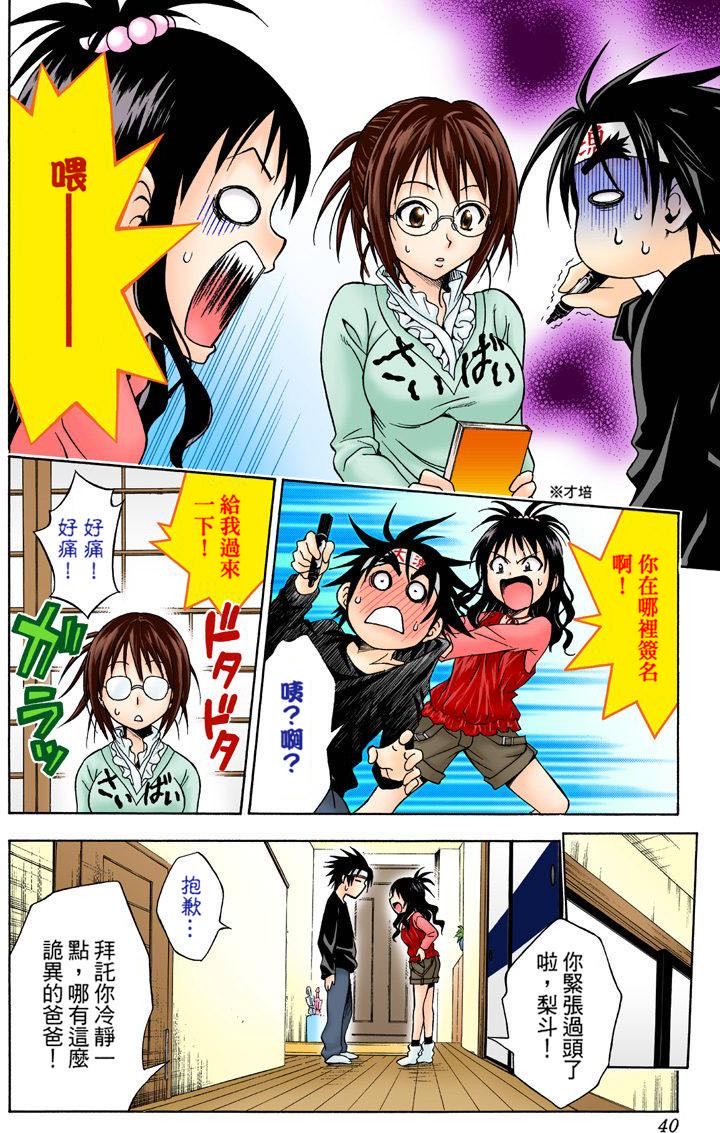 喂——
さいばい
※才培
你在哪裡簽名
啊！
大漁
咦？啊？
給我過來
一下！
好痛！
好痛！
ドタドタ
ガラッ
さいばい
你緊張過頭了
啦，梨斗！
抱歉…
拜託你冷靜一
點，哪有這麼
詭異的爸爸！
40